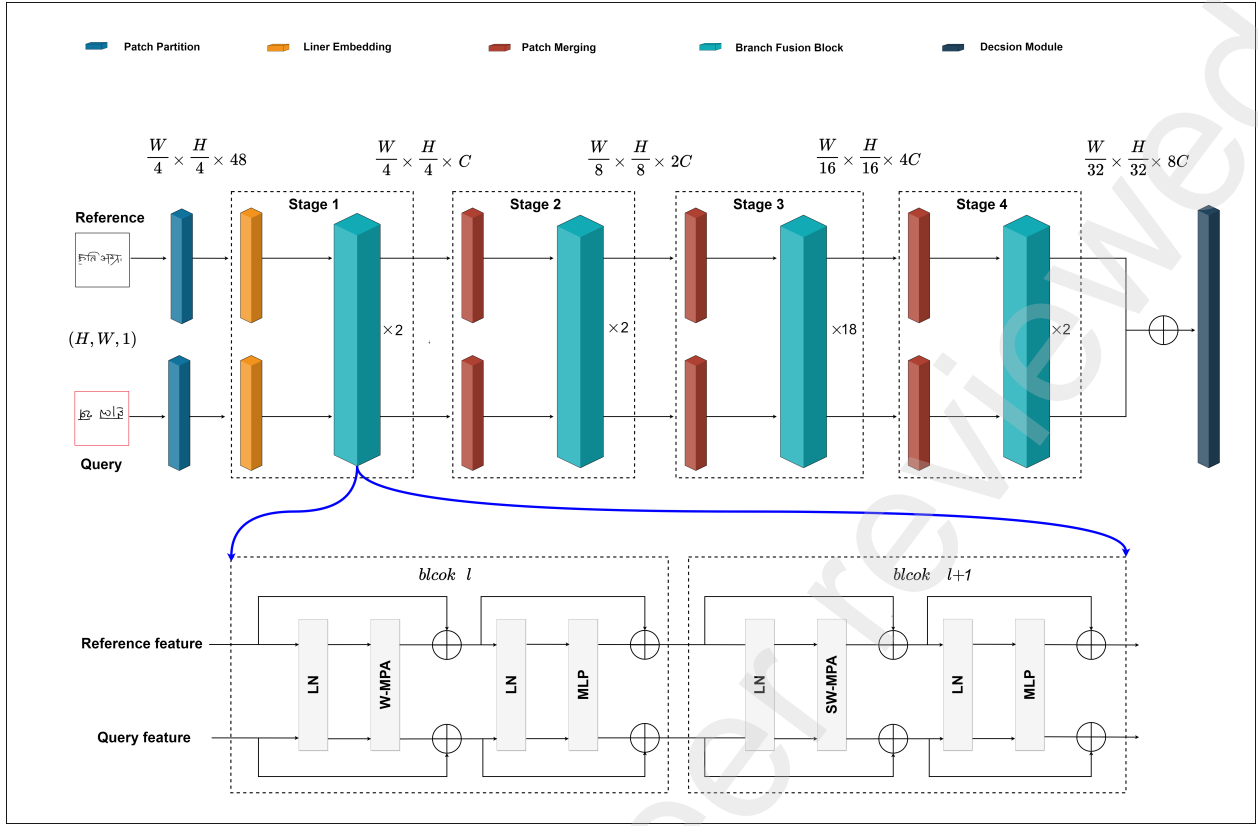 Patch Partition
Liner Embedding
Patch Merging
Branch Fusion Block
Decsion Module
W/4 × H/4 × 48
W/4 × H/4 × C
W/8 × H/8 × 2C
W/16 × H/16 × 4C
W/32 × H/32 × 8C
Stage 1
Stage 2
Stage 3
Stage 4
Reference
(H, W, 1)
×2
×2
×18
×2
Query
blcok l
blcok l+1
Reference feature
Query feature
LN
W-MPA
LN
MLP
LN
SW-MPA
LN
MLP
er reviewed